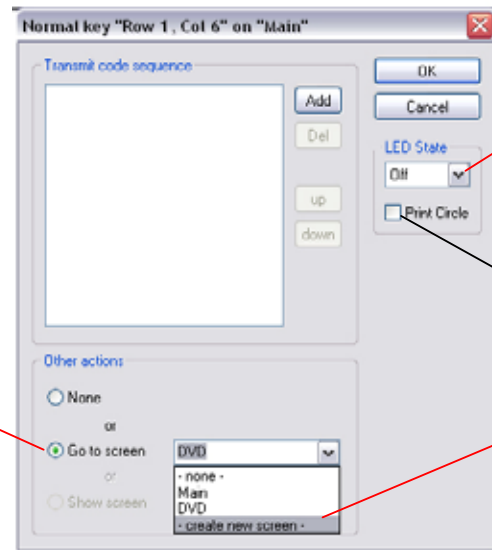 Normal key "Row 1, Col 6" on "Main"
Transmit code sequence
Add
Del
up
down
OK
Cancel
LED State
Off
Print Circle
Other actions
None
or
Go to screen
DVD
or
Show screen
- none -
Main
DVD
- create new screen -